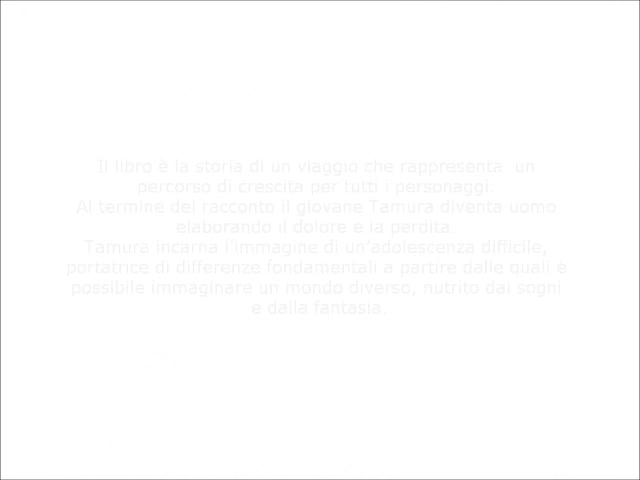 Il libro è la storia di un viaggio che rappresenta  un
percorso di crescita per tutti i personaggi.
Al termine del racconto il giovane Tamura diventa uomo
elaborando il dolore e la perdita.
Tamura incarna l’immagine di un’adolescenza difficile,
portatrice di differenze fondamentali a partire dalle quali è
possibile immaginare un mondo diverso, nutrito dai sogni
e dalla fantasia.